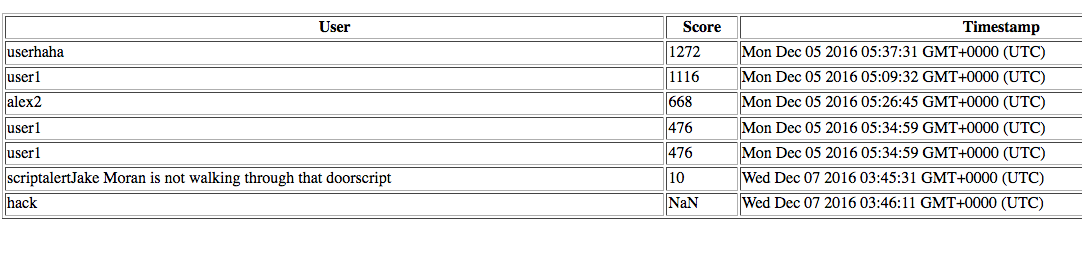 User Score Timestamp
userhaha 1272 Mon Dec 05 2016 05:37:31 GMT+0000 (UTC)
user1 1116 Mon Dec 05 2016 05:09:32 GMT+0000 (UTC)
alex2 668 Mon Dec 05 2016 05:26:45 GMT+0000 (UTC)
user1 476 Mon Dec 05 2016 05:34:59 GMT+0000 (UTC)
user1 476 Mon Dec 05 2016 05:34:59 GMT+0000 (UTC)
scriptalertJake Moran is not walking through that doorscript 10 Wed Dec 07 2016 03:45:31 GMT+0000 (UTC)
hack NaN Wed Dec 07 2016 03:46:11 GMT+0000 (UTC)